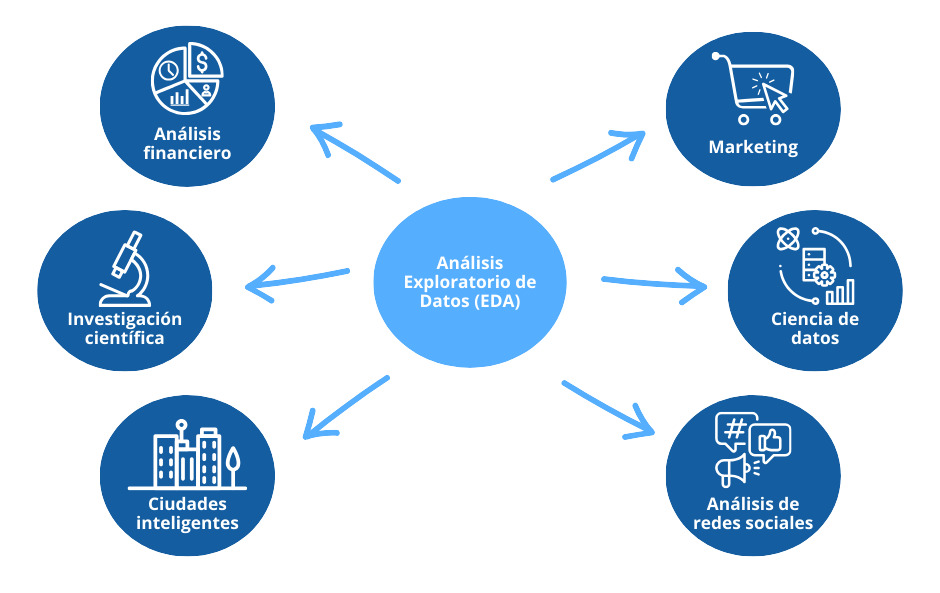 Análisis
financiero
Marketing
Análisis
Exploratorio de
Datos (EDA)
Investigación
científica
Ciencia de
datos
Ciudades
inteligentes
Análisis de
redes sociales